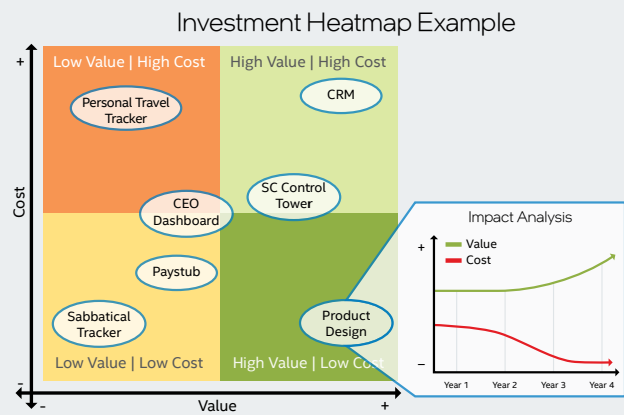 Investment Heatmap Example
+
Low Value | High Cost
High Value | High Cost
Personal Travel
Tracker
CRM
Cost
CEO
Dashboard
SC Control
Tower
Paystub
Sabbatical
Tracker
Product
Design
Low Value | Low Cost
High Value | Low Cost
-
-
Value
+
Impact Analysis
+
Value
Cost
–
Year 1
Year 2
Year 3
Year 4